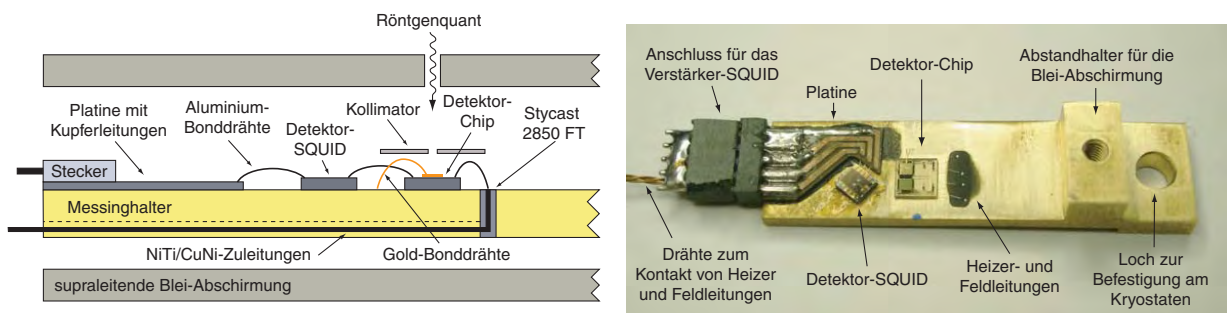 Röntgenquant
Platine mit
Kupferleitungen
Aluminium-
Bonddrähte
Detektor-
SQUID
Kollimator
Detektor-
Chip
Stycast
2850 FT
Stecker
Messinghalter
NiTi/CuNi-Zuleitungen
Gold-Bonddrähte
supraleitende Blei-Abschirmung
Anschluss für das
Verstärker-SQUID
Platine
Detektor-Chip
Abstandhalter für die
Blei-Abschirmung
Drähte zum
Kontakt von Heizer
und Feldleitungen
Detektor-SQUID
Heizer- und
Feldleitungen
Loch zur
Befestigung am
Kryostaten